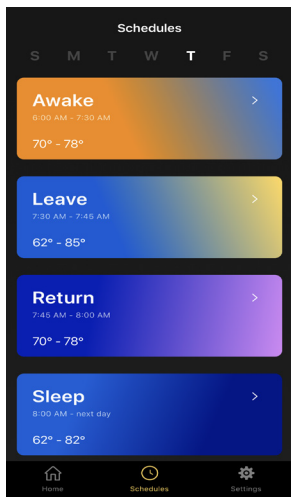 Schedules
S M T W T F S
Awake
6:00 AM - 7:30 AM
70° - 78°
Leave
7:30 AM - 7:45 AM
62° - 85°
Return
7:45 AM - 8:00 AM
70° - 78°
Sleep
8:00 AM - next day
62° - 82°
Home Schedules Settings